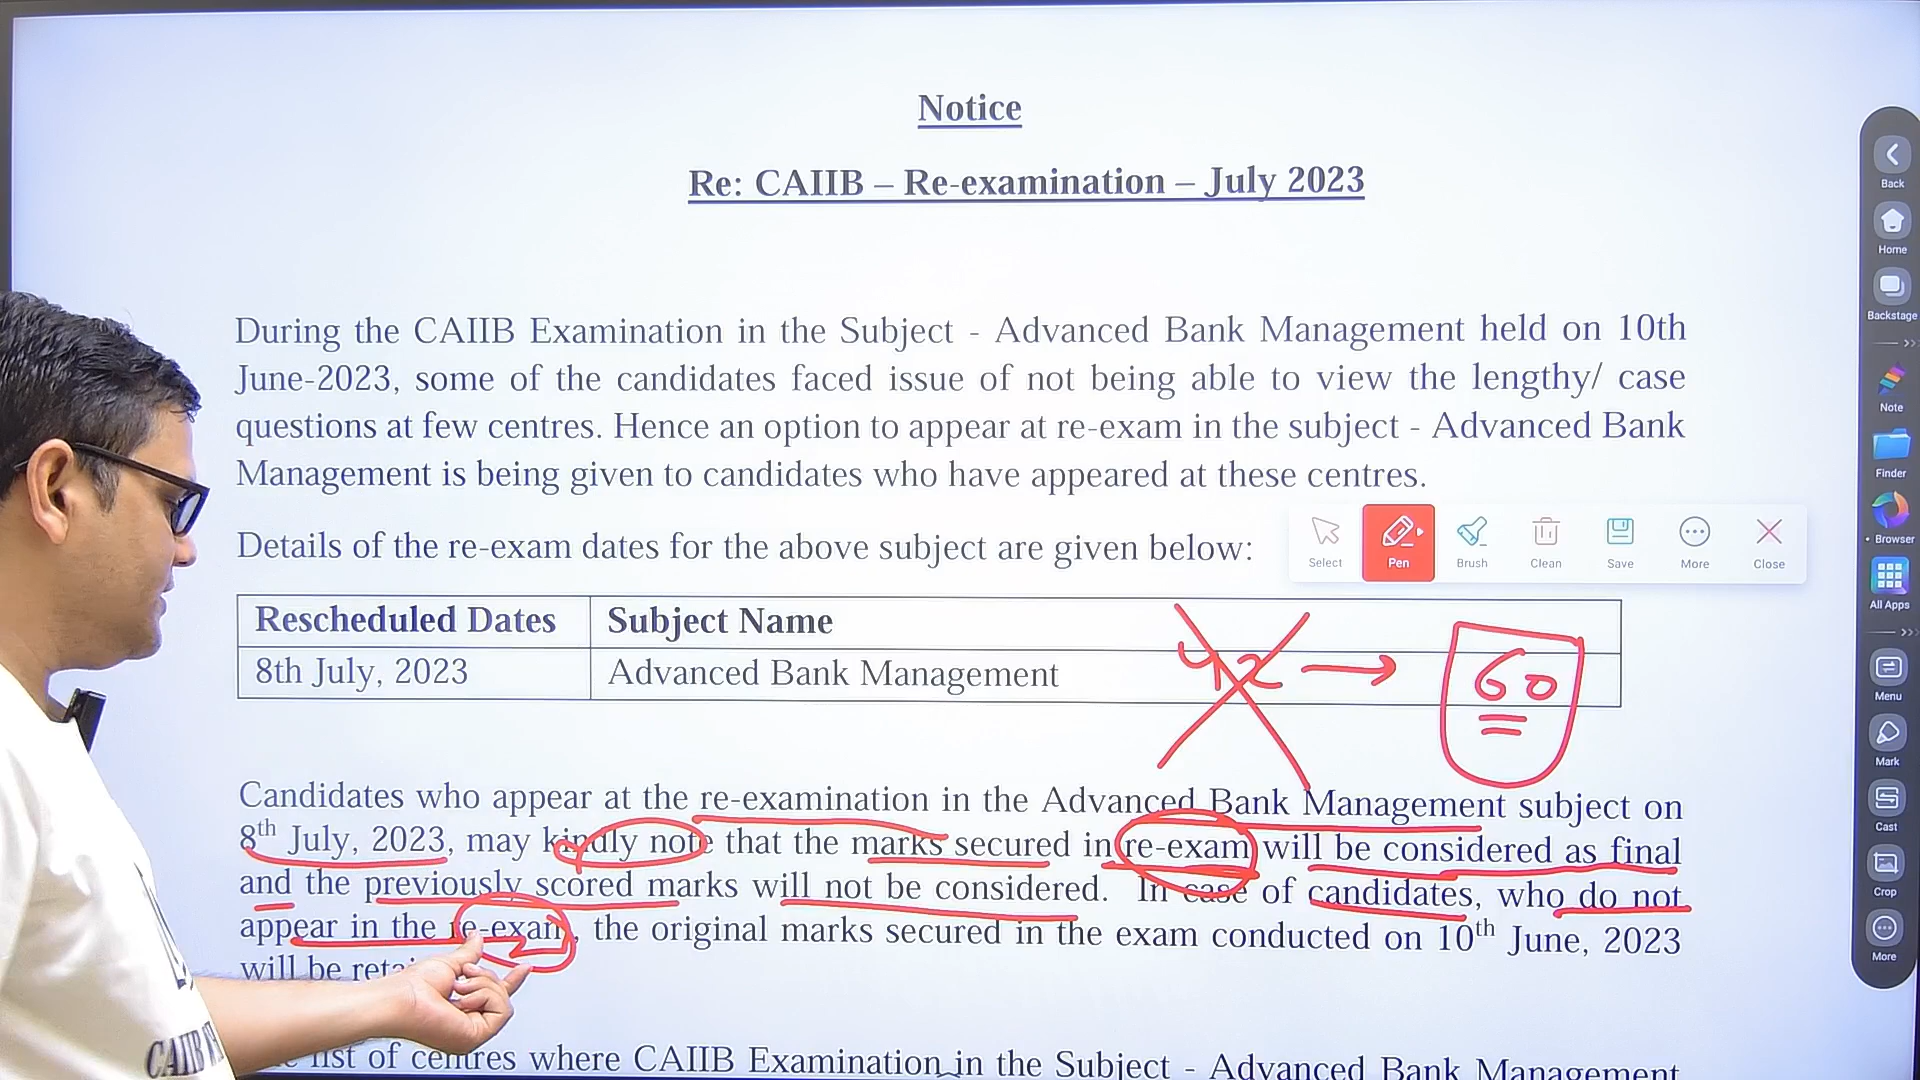 Notice
Re: CAIIB – Re-examination – July 2023
During the CAIIB Examination in the Subject - Advanced Bank Management held on 10th
June-2023, some of the candidates faced issue of not being able to view the lengthy/ case
questions at few centres. Hence an option to appear at re-exam in the subject - Advanced Bank
Management is being given to candidates who have appeared at these centres.
Details of the re-exam dates for the above subject are given below:
Rescheduled Dates Subject Name
8th July, 2023 Advanced Bank Management
42 → 60
Candidates who appear at the re-examination in the Advanced Bank Management subject on
8th July, 2023, may kindly note that the marks secured in re-exam will be considered as final
and the previously scored marks will not be considered. In case of candidates, who do not
appear in the re-exam, the original marks secured in the exam conducted on 10th June, 2023
will be
list of centres where CAIIB Examination in the Subject - Advanced Bank Management
Select
Pen
Brush
Clean
Save
More
Close
Back
Home
Backstage
Note
Finder
Browser
All Apps
Menu
Mark
Cast
Crop
More
CAIIB